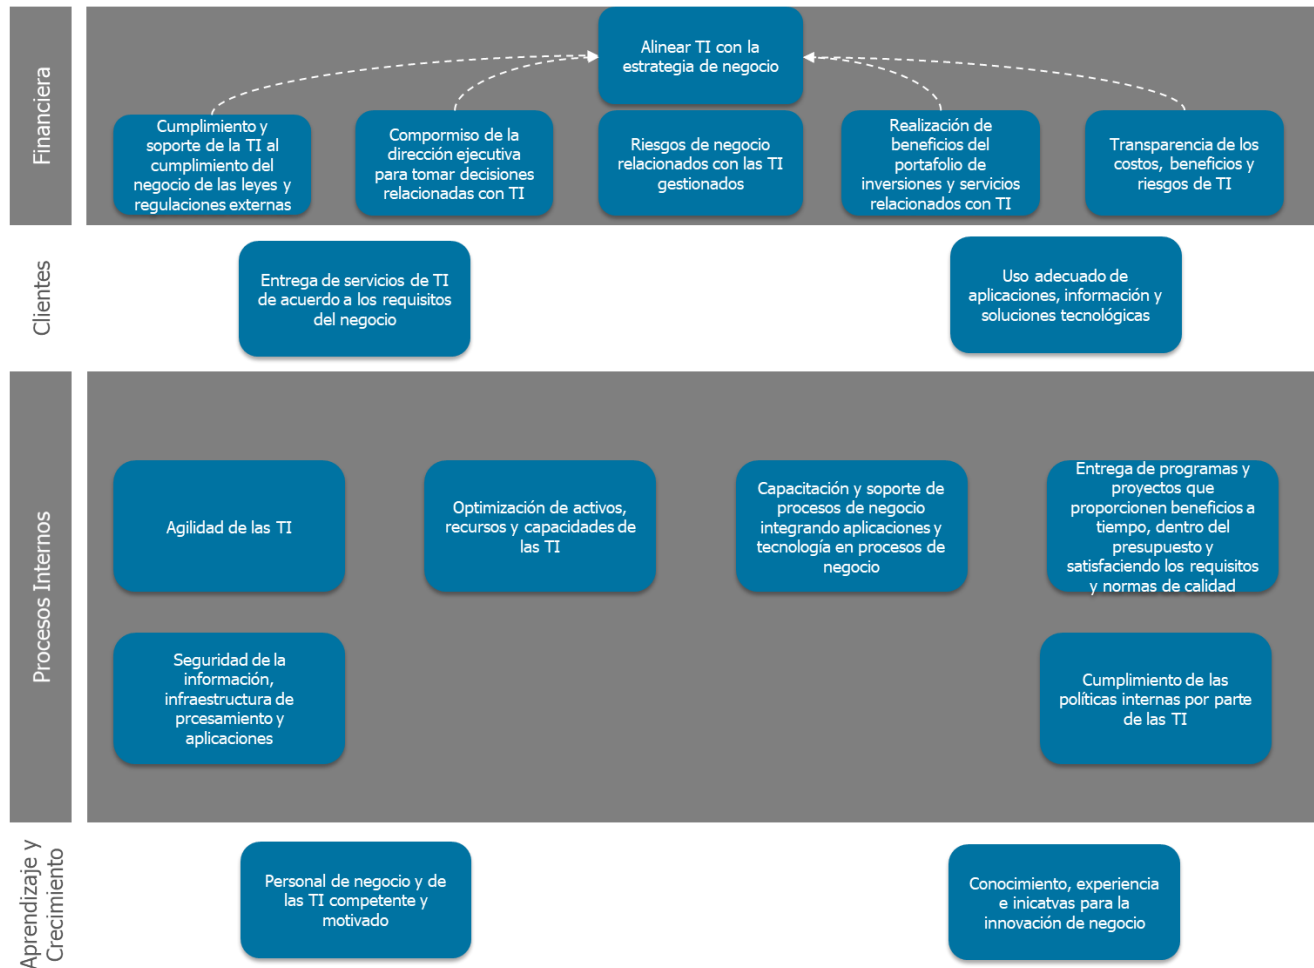 Financiera
Alinear TI con la
estrategia de negocio
Cumplimiento y
soporte de la TI al
cumplimiento del
negocio de las leyes y
regulaciones externas
Compormiso de la
dirección ejecutiva
para tomar decisiones
relacionadas con TI
Riesgos de negocio
relacionados con las TI
gestionados
Realización de
beneficios del
portafolio de
inversiones y servicios
relacionados con TI
Transparencia de los
costos, beneficios y
riesgos de TI
Clientes
Entrega de servicios de TI
de acuerdo a los requisitos
del negocio
Uso adecuado de
aplicaciones, información y
soluciones tecnológicas
Procesos Internos
Agilidad de las TI
Optimización de activos,
recursos y capacidades de
las TI
Capacitación y soporte de
procesos de negocio
integrando aplicaciones y
tecnología en procesos de
negocio
Entrega de programas y
proyectos que
proporcionen beneficios a
tiempo, dentro del
presupuesto y
satisfaciendo los requisitos
y normas de calidad
Seguridad de la
información,
infraestructura de
prcesamiento y
aplicaciones
Cumplimiento de las
políticas internas por parte
de las TI
Aprendizaje y
Crecimiento
Personal de negocio y de
las TI competente y
motivado
Conocimiento, experiencia
e inicatvas para la
innovación de negocio